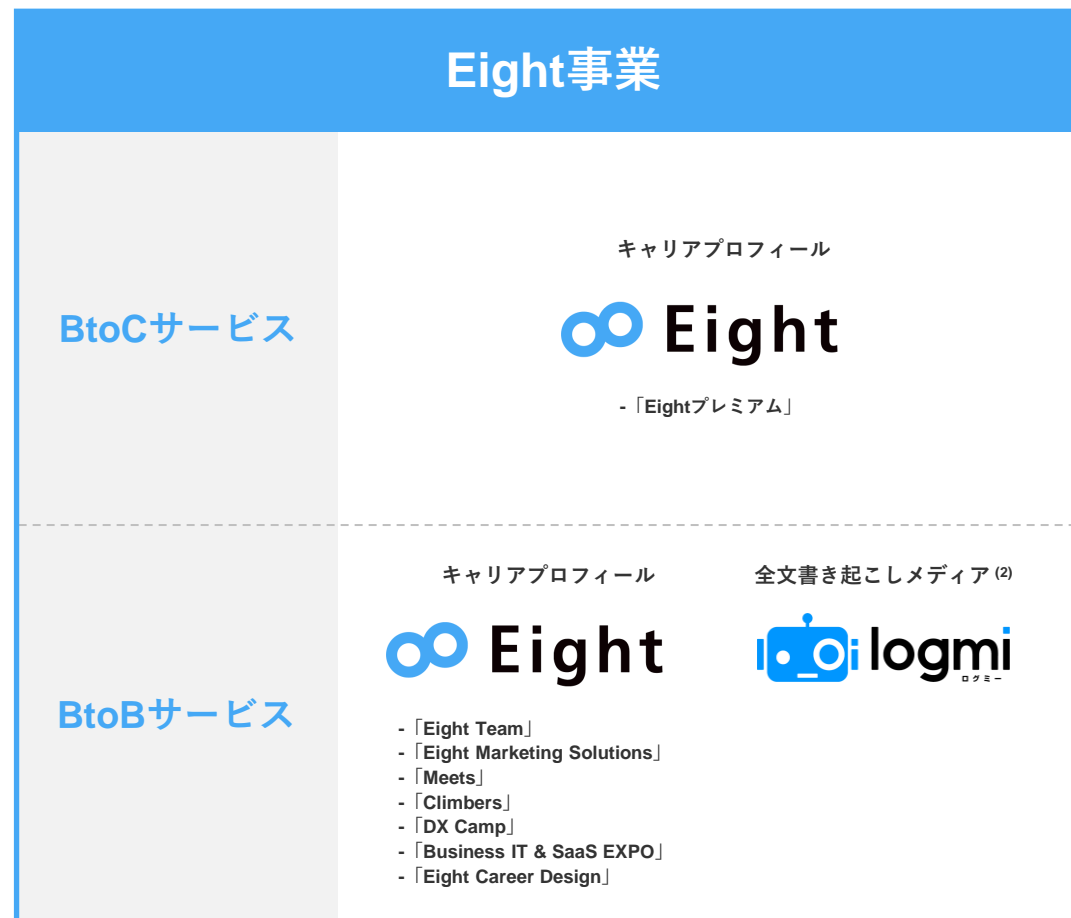 Eight事業
BtoCサービス
キャリアプロフィール
Eight
-「Eightプレミアム」
BtoBサービス
キャリアプロフィール
Eight
-「Eight Team」
-「Eight Marketing Solutions」
-「Meets」
-「Climbers」
-「DX Camp」
-「Business IT & SaaS EXPO」
-「Eight Career Design」
全文書き起こしメディア (2)
logmi
ログミー